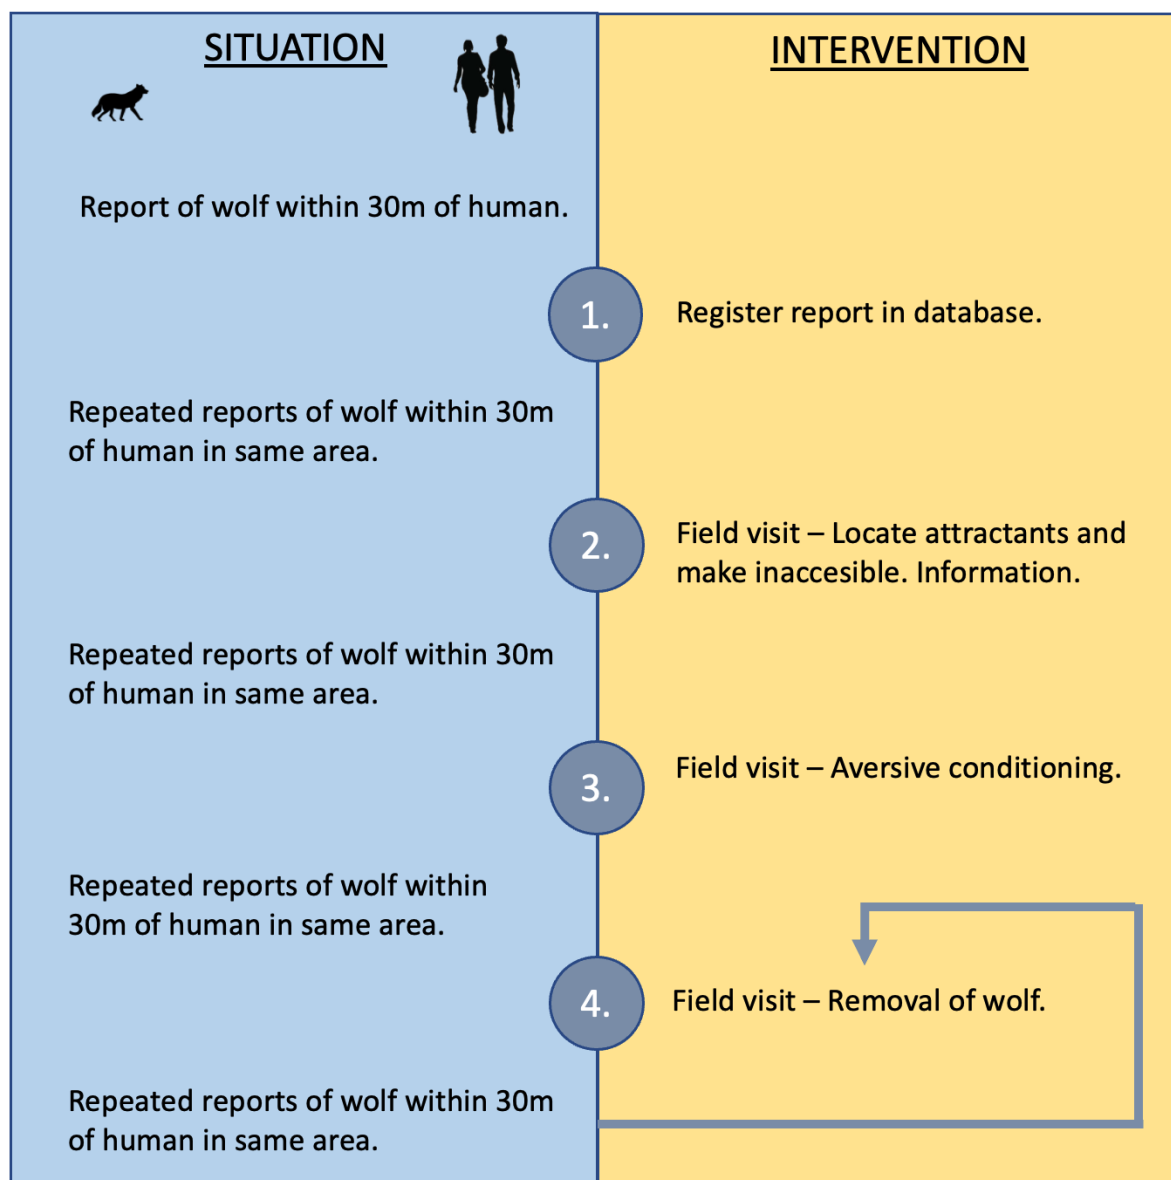 SITUATION
INTERVENTION
Report of wolf within 30m of human.
1.
Register report in database.
Repeated reports of wolf within 30m
of human in same area.
2.
Field visit – Locate attractants and
make inaccesible. Information.
Repeated reports of wolf within 30m
of human in same area.
3.
Field visit – Aversive conditioning.
Repeated reports of wolf within
30m of human in same area.
4.
Field visit – Removal of wolf.
Repeated reports of wolf within 30m
of human in same area.